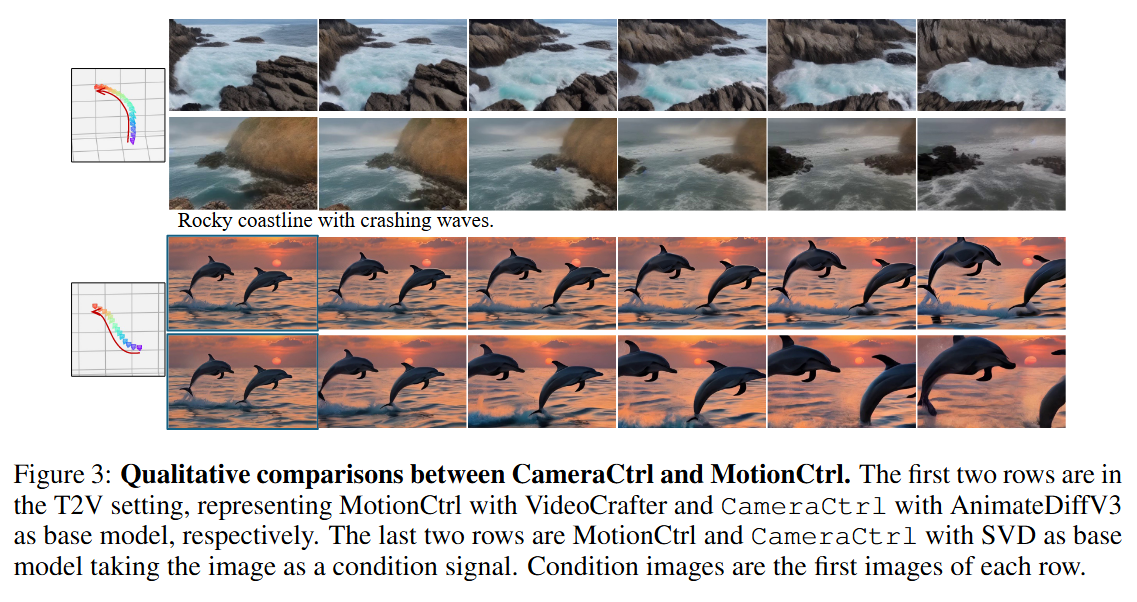 Rocky coastline with crashing waves.
Figure 3: Qualitative comparisons between CameraCtrl and MotionCtrl. The first two rows are in
the T2V setting, representing MotionCtrl with VideoCrafter and CameraCtrl with AnimateDiffV3
as base model, respectively. The last two rows are MotionCtrl and CameraCtrl with SVD as base
model taking the image as a condition signal. Condition images are the first images of each row.